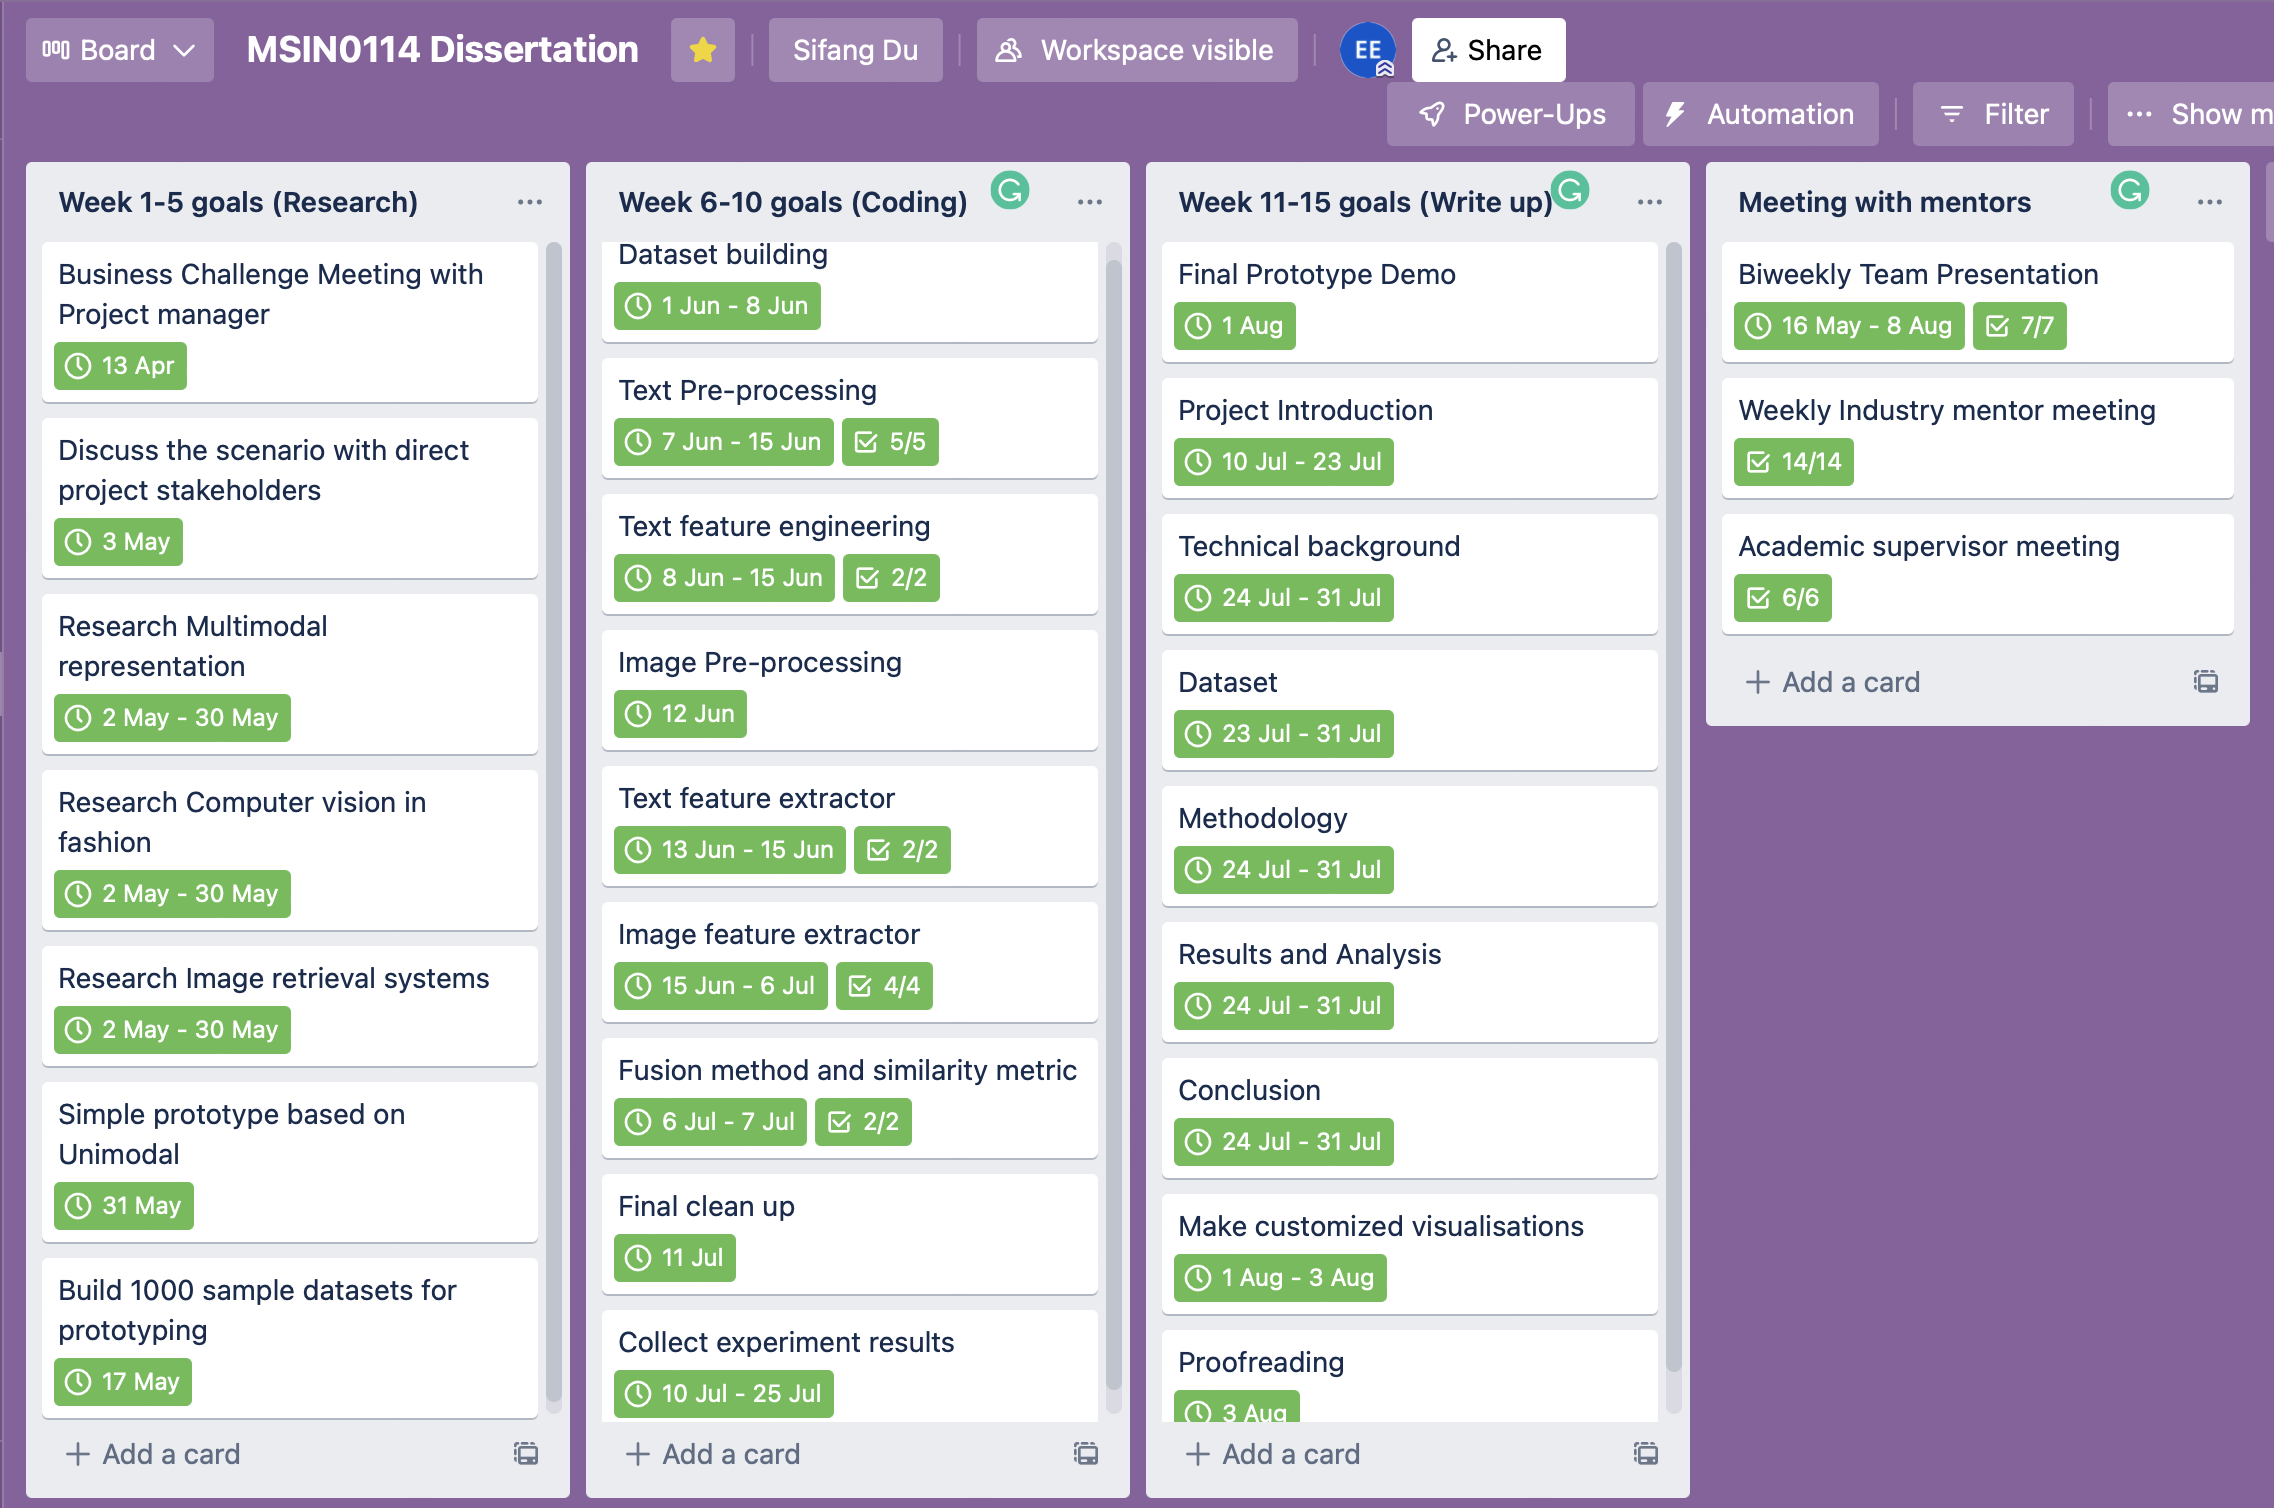 Board
MSIN0114 Dissertation
Sifang Du
Workspace visible
EE
Share
Power-Ups
Automation
Filter
Show m
Week 1-5 goals (Research)
Business Challenge Meeting with
Project manager
13 Apr
Discuss the scenario with direct
project stakeholders
3 May
Research Multimodal
representation
2 May - 30 May
Research Computer vision in
fashion
2 May - 30 May
Research Image retrieval systems
2 May - 30 May
Simple prototype based on
Unimodal
31 May
Build 1000 sample datasets for
prototyping
17 May
Add a card
Week 6-10 goals (Coding)
Dataset building
1 Jun - 8 Jun
Text Pre-processing
7 Jun - 15 Jun 5/5
Text feature engineering
8 Jun - 15 Jun 2/2
Image Pre-processing
12 Jun
Text feature extractor
13 Jun - 15 Jun 2/2
Image feature extractor
15 Jun - 6 Jul 4/4
Fusion method and similarity metric
6 Jul - 7 Jul 2/2
Final clean up
11 Jul
Collect experiment results
10 Jul - 25 Jul
Add a card
Week 11-15 goals (Write up)
Final Prototype Demo
1 Aug
Project Introduction
10 Jul - 23 Jul
Technical background
24 Jul - 31 Jul
Dataset
23 Jul - 31 Jul
Methodology
24 Jul - 31 Jul
Results and Analysis
24 Jul - 31 Jul
Conclusion
24 Jul - 31 Jul
Make customized visualisations
1 Aug - 3 Aug
Proofreading
3 Aug
Add a card
Meeting with mentors
Biweekly Team Presentation
16 May - 8 Aug 7/7
Weekly Industry mentor meeting
14/14
Academic supervisor meeting
6/6
Add a card